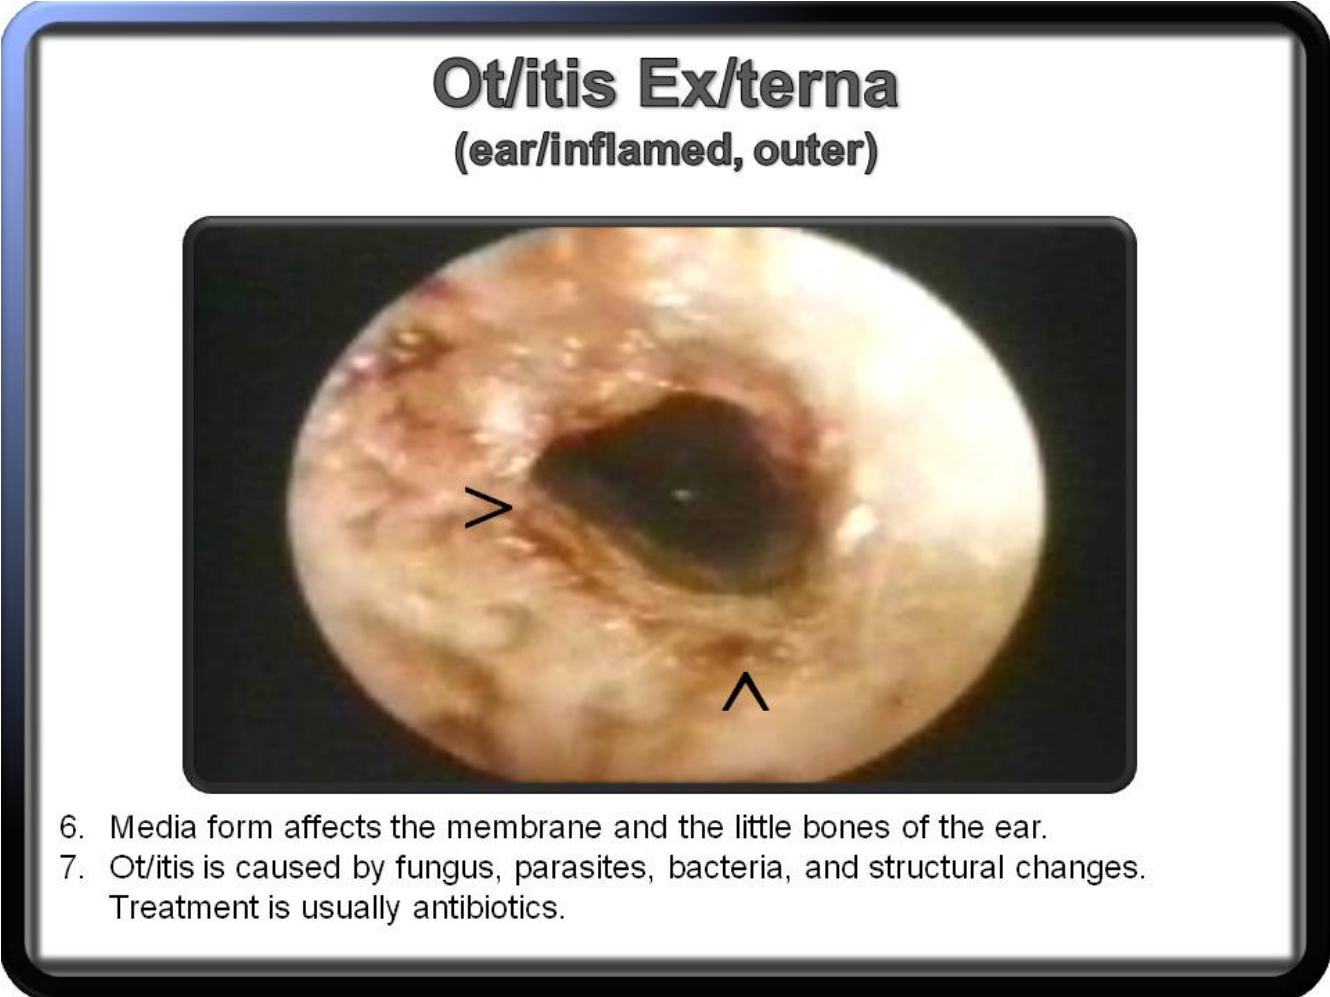 Ot/itis Ex/terna
(ear/inflamed, outer)
>
^
6. Media form affects the membrane and the little bones of the ear.
7. Ot/itis is caused by fungus, parasites, bacteria, and structural changes.
Treatment is usually antibiotics.